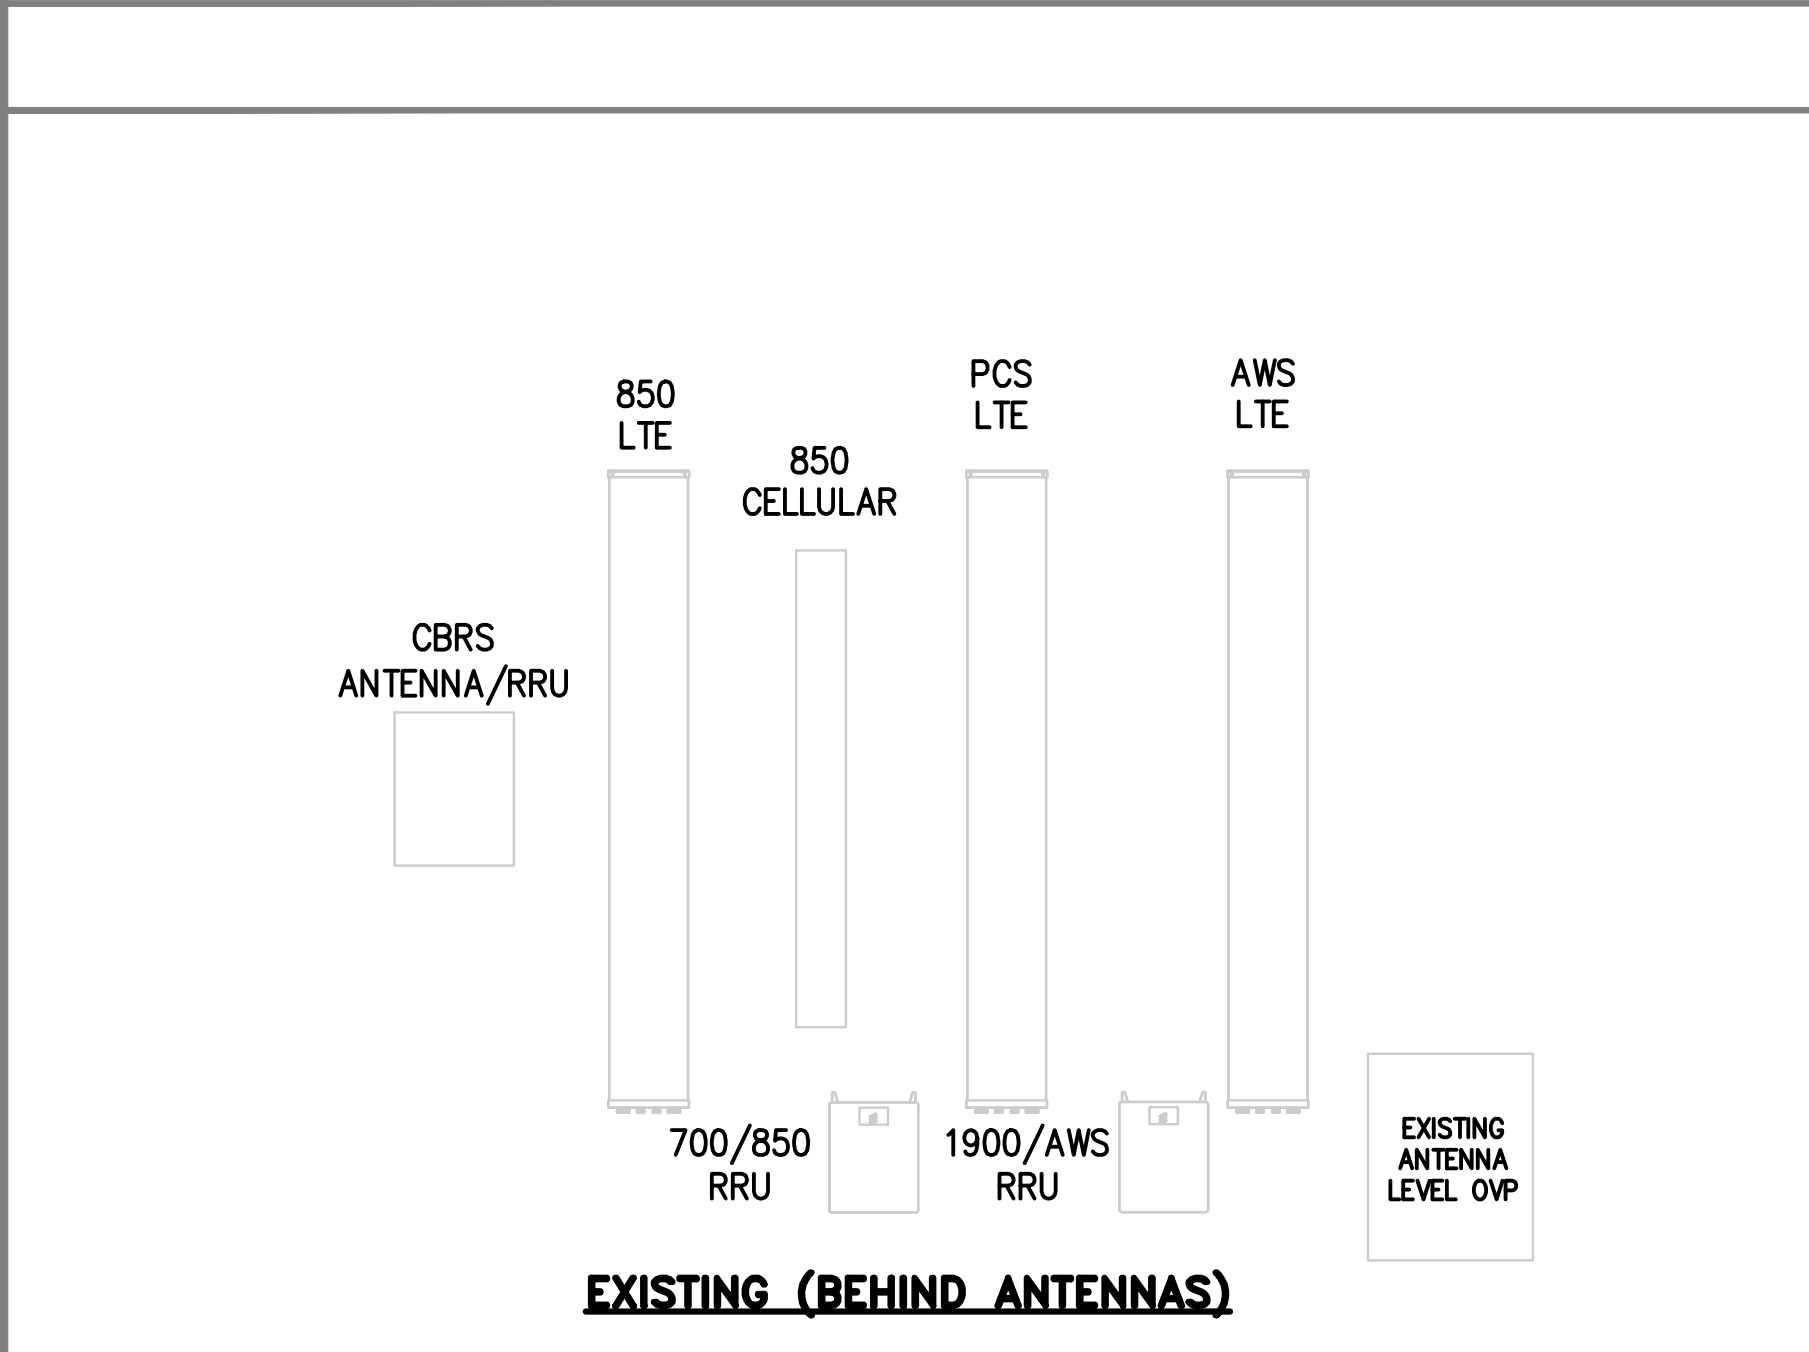 850
LTE
850
CELLULAR
PCS
LTE
AWS
LTE
CBRS
ANTENNA/RRU
700/850
RRU
1900/AWS
RRU
EXISTING
ANTENNA
LEVEL OVP
EXISTING (BEHIND ANTENNAS)